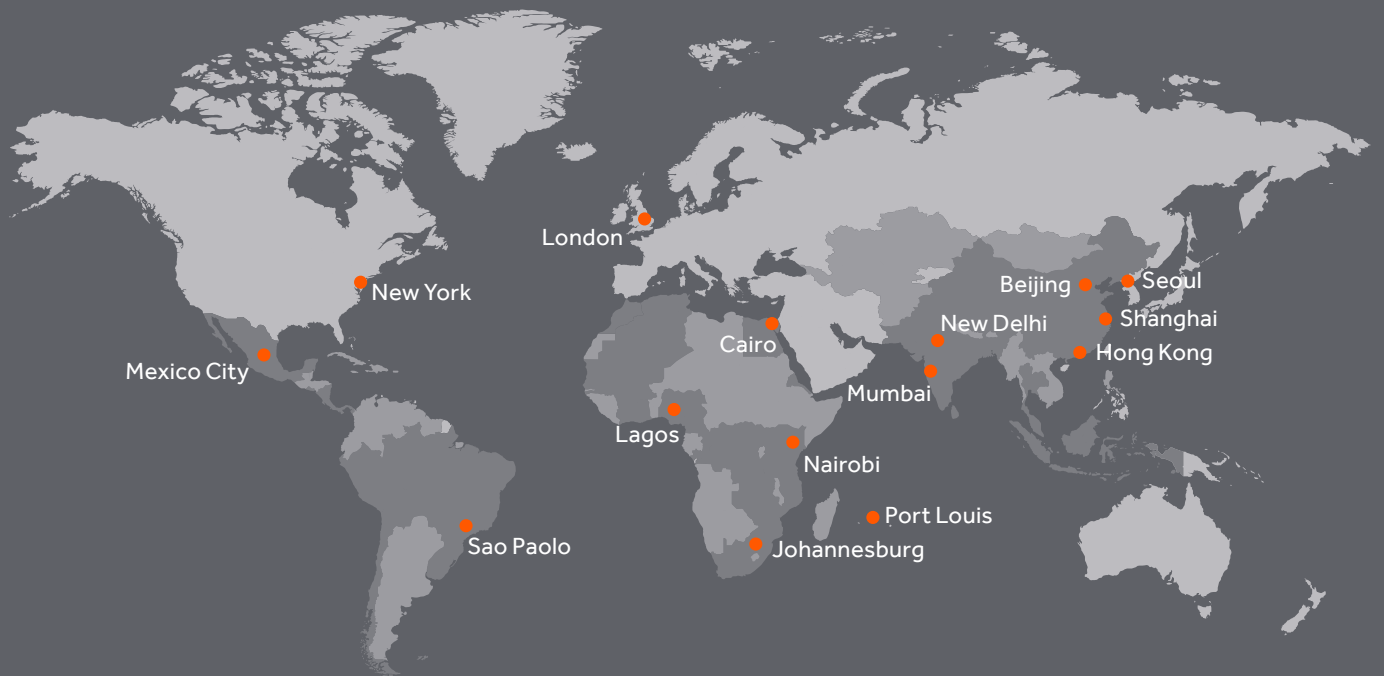 London
New York
Beijing
Seoul
New Delhi
Shanghai
Cairo
Hong Kong
Mexico City
Mumbai
Lagos
Nairobi
Port Louis
Sao Paolo
Johannesburg